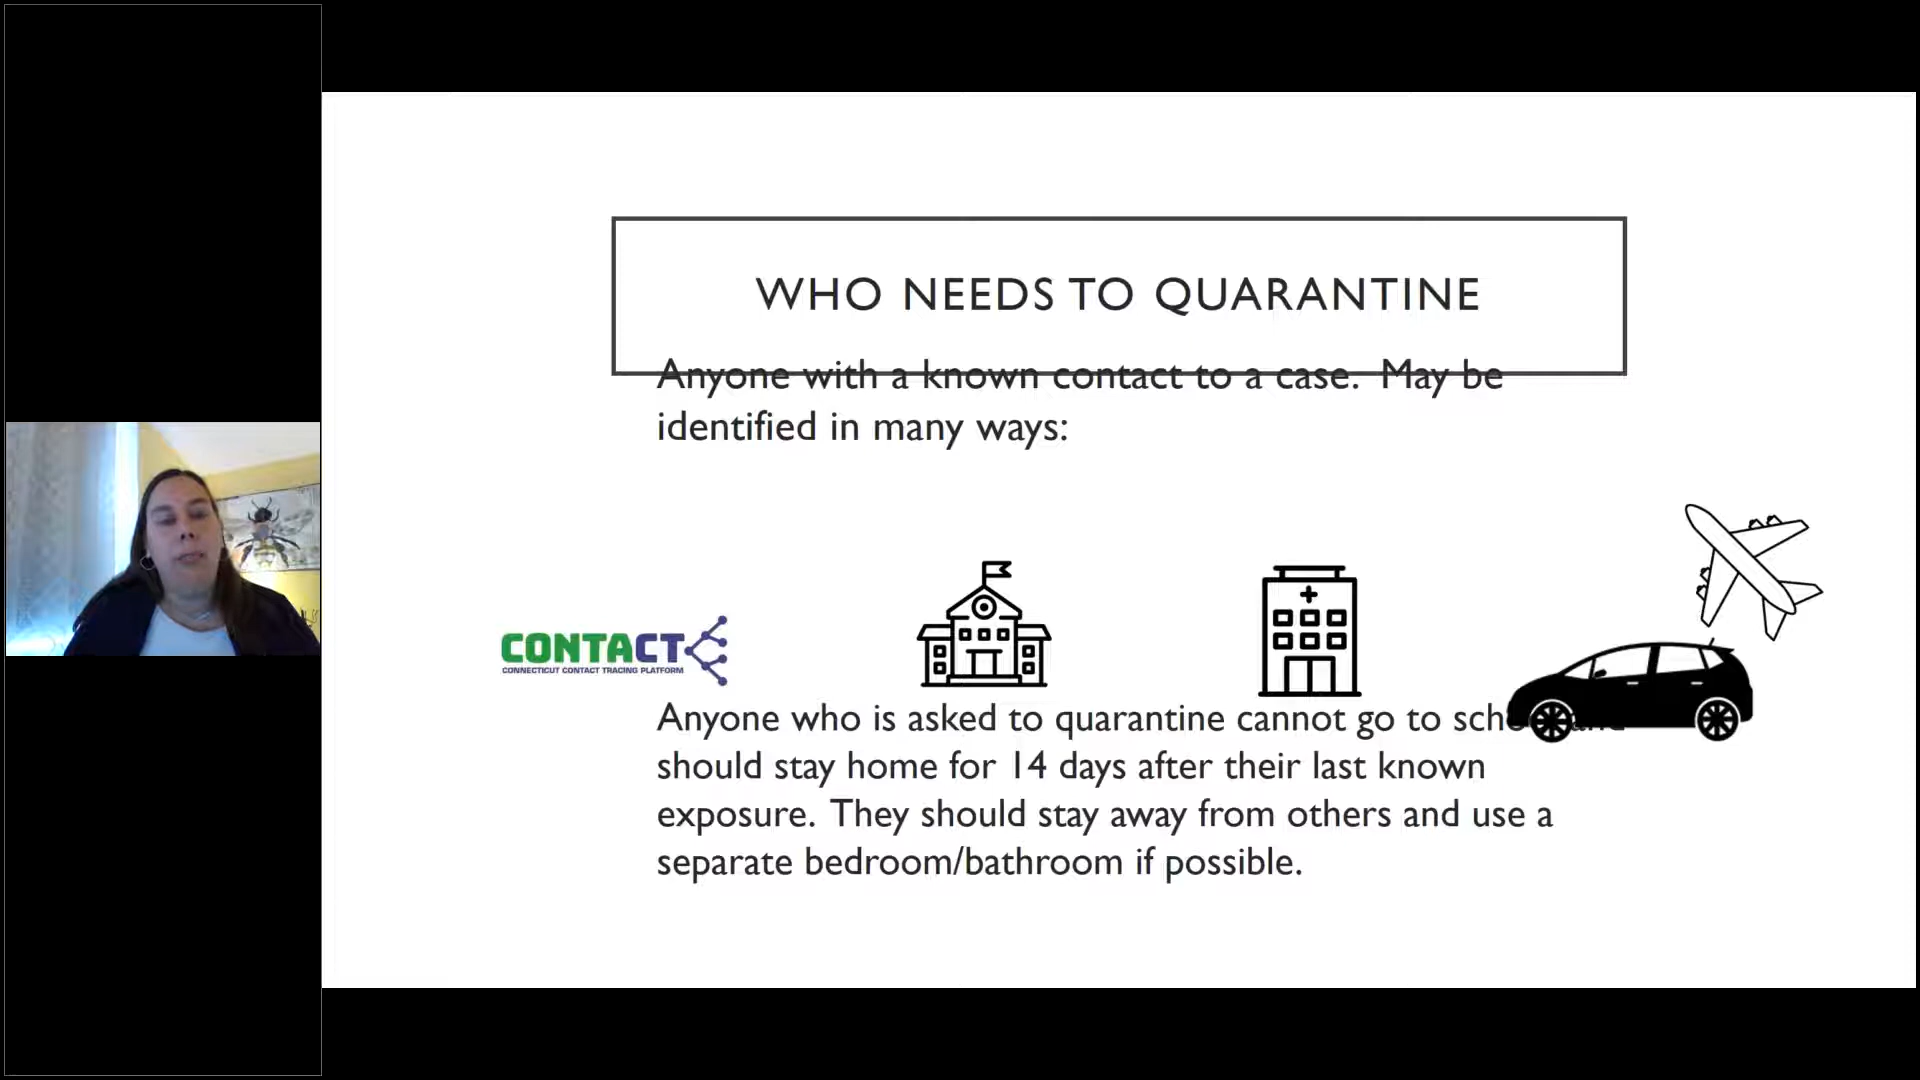 WHO NEEDS TO QUARANTINE
Anyone with a known contact to a case. May be
identified in many ways:
CONTACT
CONNECTICUT CONTACT TRACING PLATFORM
Anyone who is asked to quarantine cannot go to
should stay home for 14 days after their last known
exposure. They should stay away from others and use a
separate bedroom/bathroom if possible.